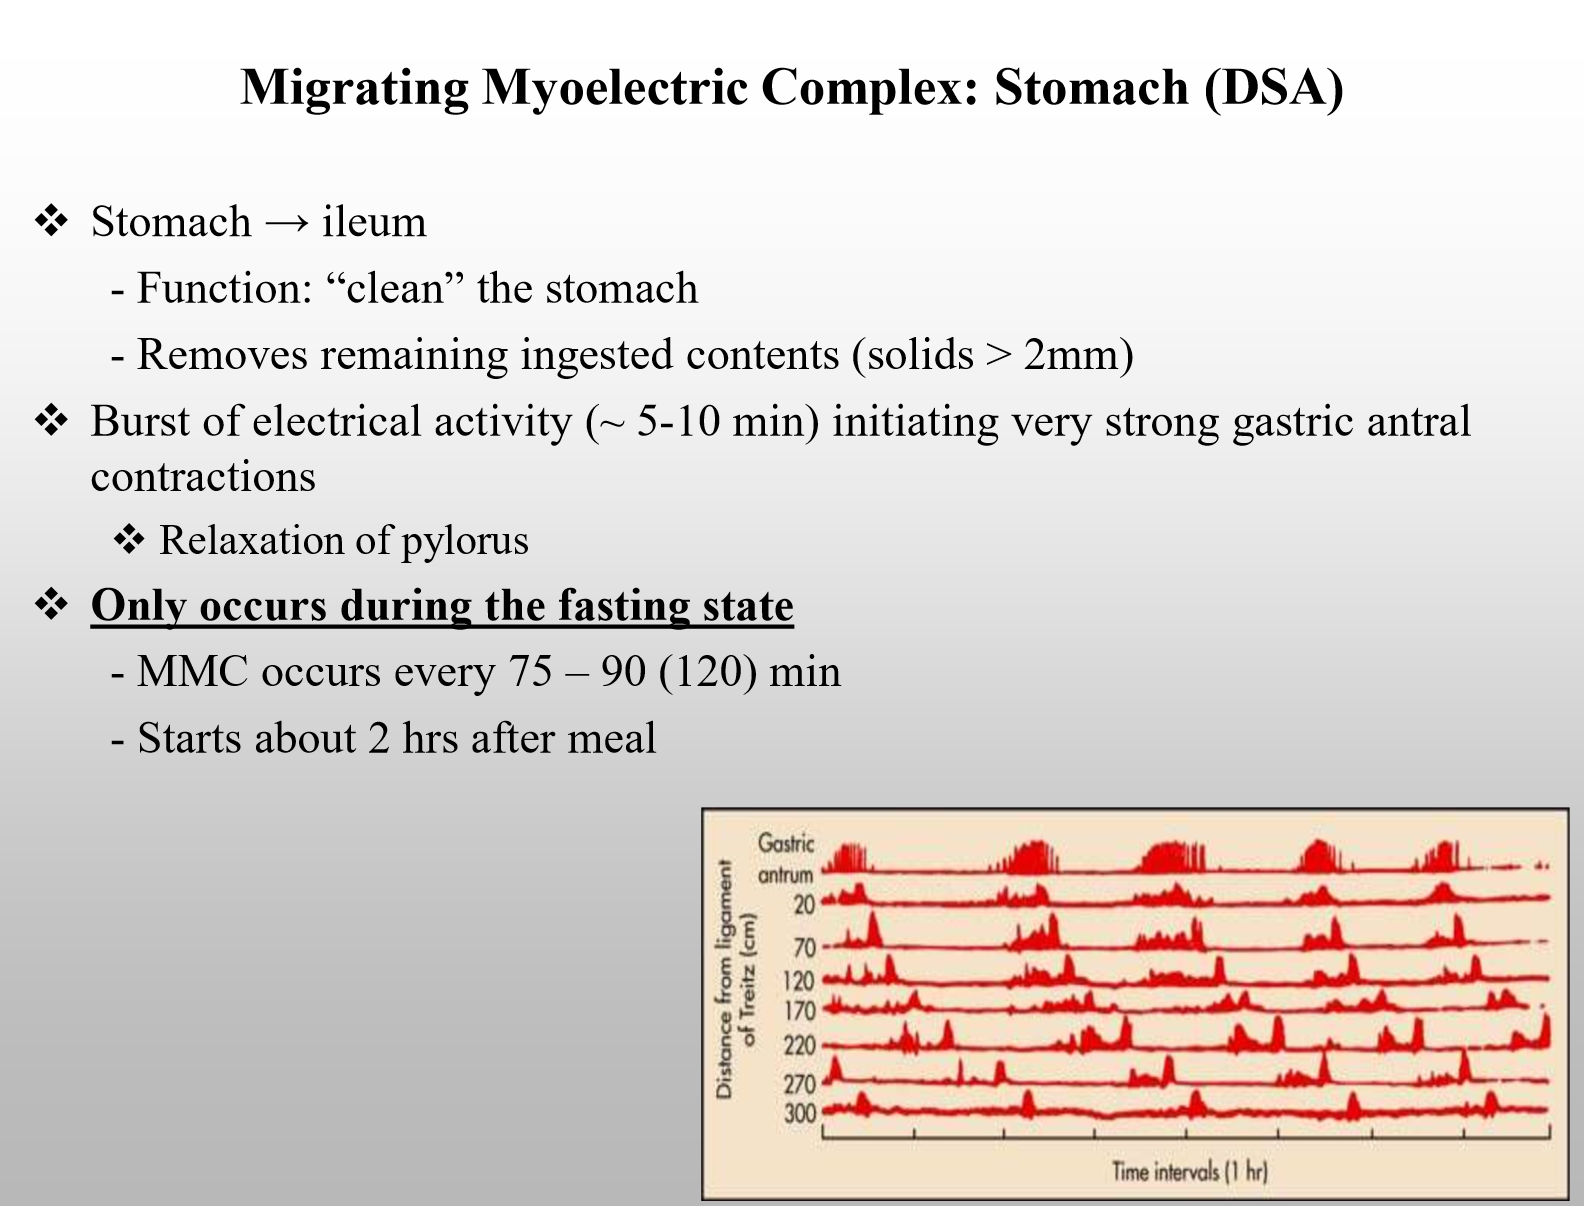 Migrating Myoelectric Complex: Stomach (DSA)
❖ Stomach → ileum
- Function: “clean” the stomach
- Removes remaining ingested contents (solids > 2mm)
❖ Burst of electrical activity (~ 5-10 min) initiating very strong gastric antral
contractions
❖ Relaxation of pylorus
❖ Only occurs during the fasting state
- MMC occurs every 75 – 90 (120) min
- Starts about 2 hrs after meal
Distance from ligament
of Treitz (cm)
Gastric
antrum
20
70
120
170
220
270
300
Time intervals (1 hr)